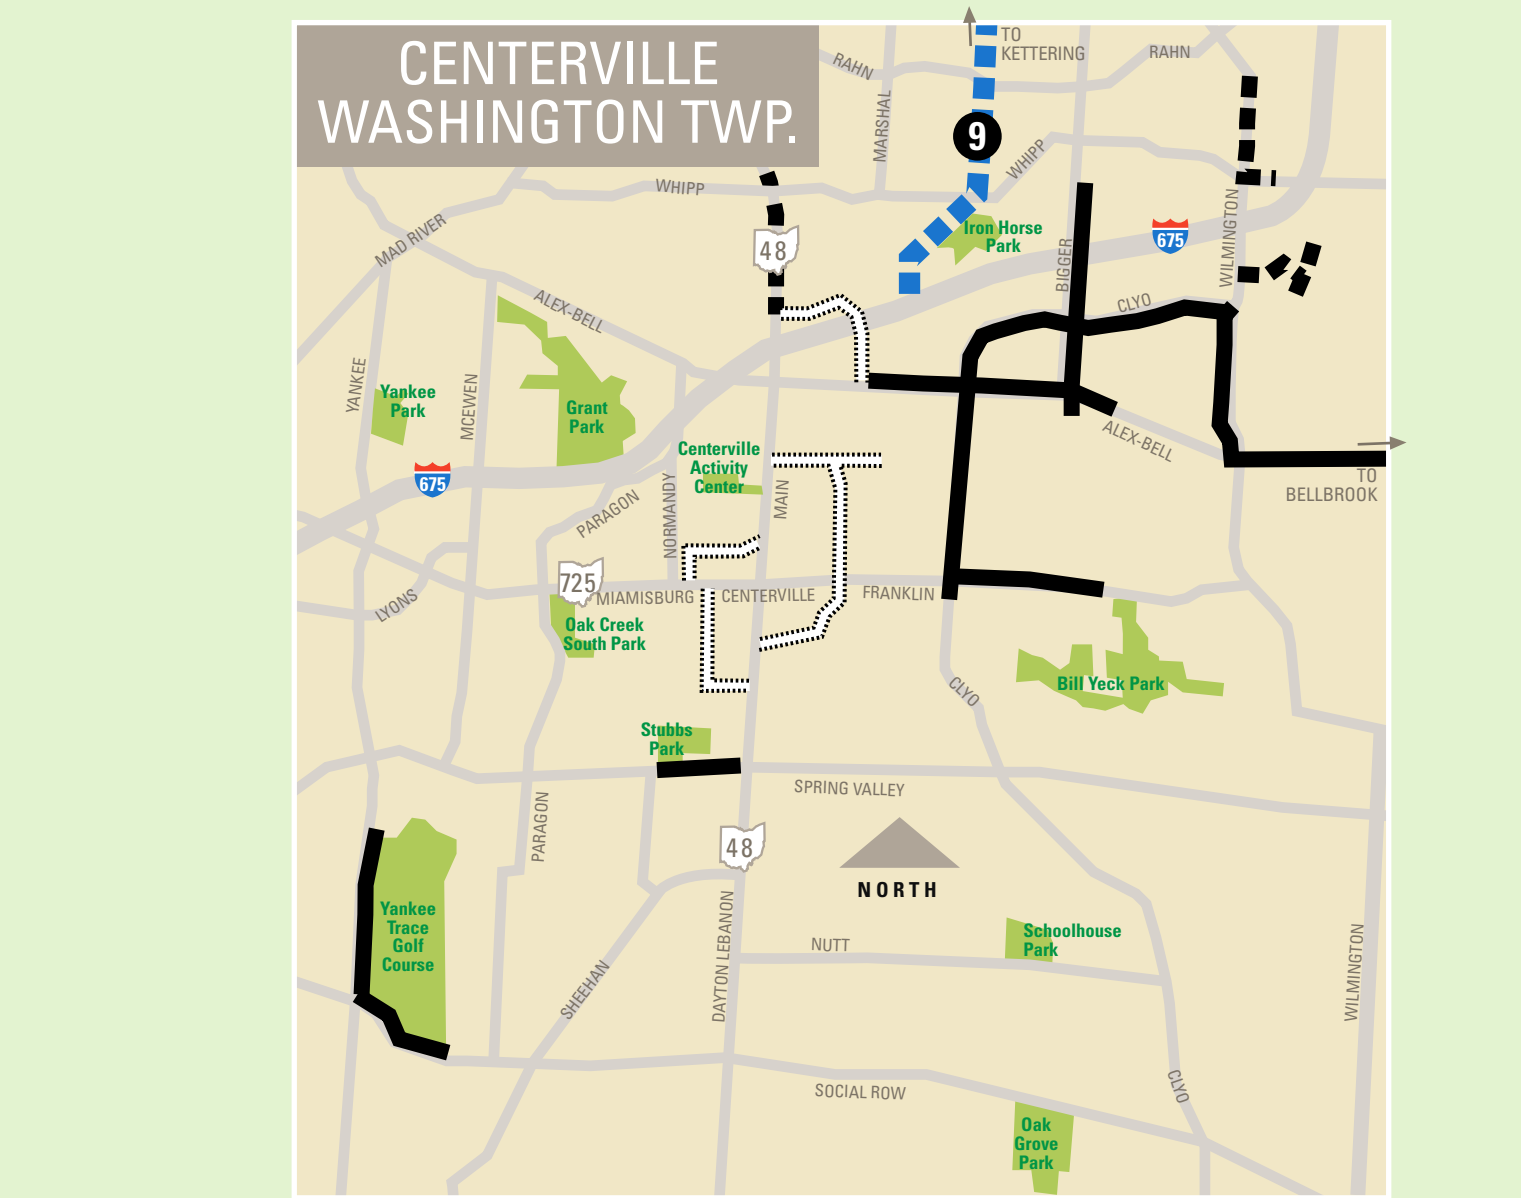 CENTERVILLE
WASHINGTON TWP.
TO
KETTERING
RAHN
RAHN
MARSHAL
9
WHIPP
WHIPP
MAD RIVER
48
Iron Horse
Park
BIGGER
675
WILMINGTON
ALEX-BELL
CLYO
YANKEE
Yankee
Park
MCEWEN
Grant
Park
ALEX-BELL
Centerville
Activity
Center
675
MAIN
TO
BELLBROOK
PARAGON
NORMANDY
725
MIAMISBURG
CENTERVILLE
FRANKLIN
LYONS
Oak Creek
South Park
CLYO
Bill Yeck Park
Stubbs
Park
SPRING VALLEY
PARAGON
48
NORTH
Yankee
Trace
Golf
Course
DAYTON LEBANON
NUTT
Schoolhouse
Park
SHEEHAN
WILMINGTON
SOCIAL ROW
CLYO
Oak
Grove
Park